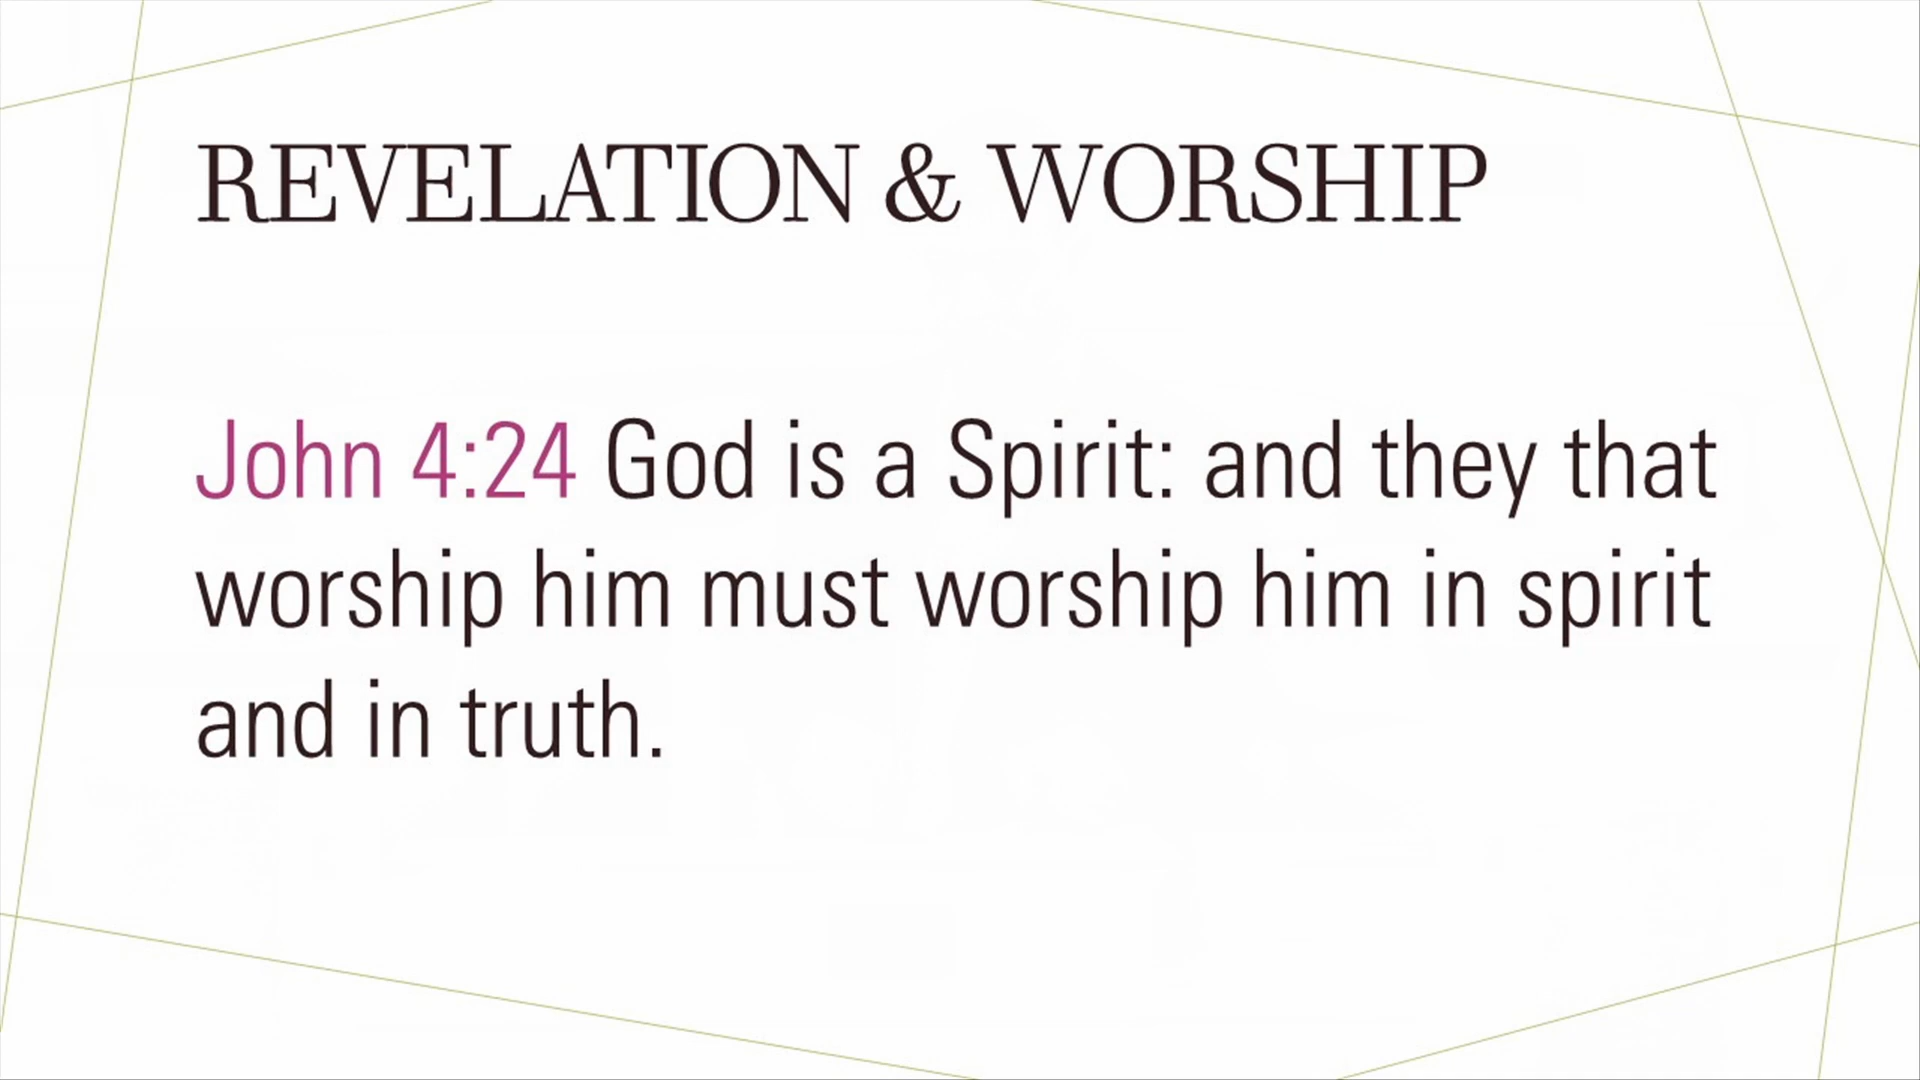 REVELATION & WORSHIP
John 4:24 God is a Spirit: and they that
worship him must worship him in spirit
and in truth.